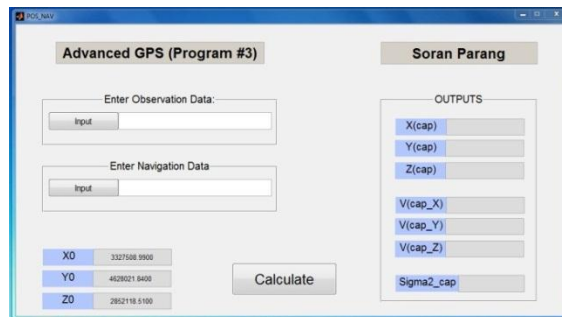 POS_NAV
Advanced GPS (Program #3)
Soran Parang
Enter Observation Data:
Input
Enter Navigation Data
Input
X0 3327508.9900
Y0 4628021.8400
Z0 2852118.5100
Calculate
OUTPUTS
X(cap)
Y(cap)
Z(cap)
V(cap_X)
V(cap_Y)
V(cap_Z)
Sigma2_cap